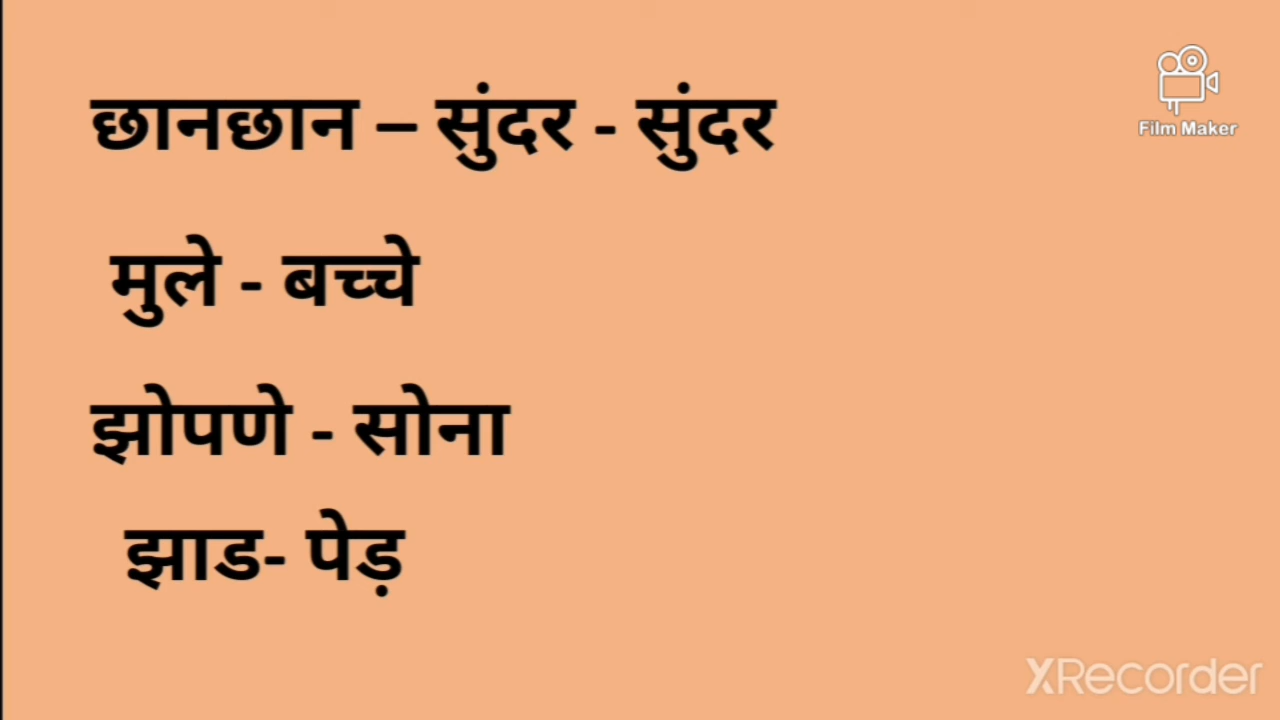 छानछान – सुंदर - सुंदर
Film Maker
मुले - बच्चे
झोपणे - सोना
झाड- पेड़
XRecorder